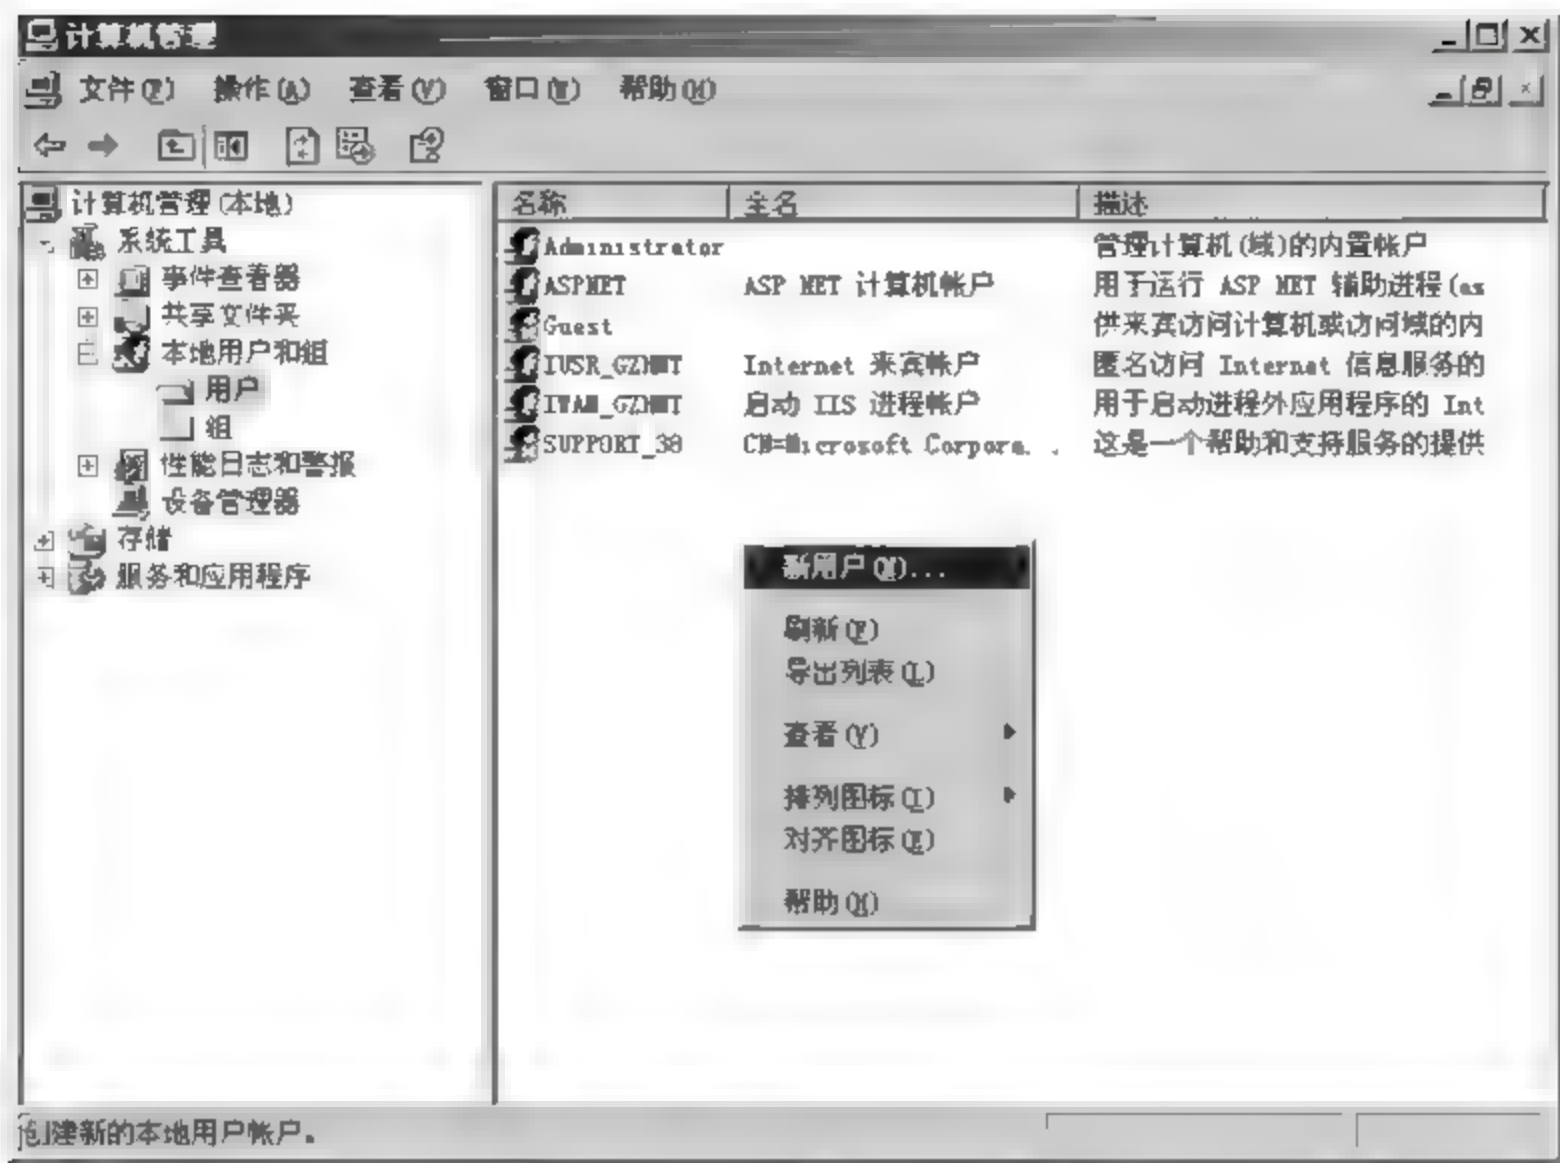 计算机管理
文件(F) 操作(A) 查看(V) 窗口(W) 帮助(H)
计算机管理(本地)
系统工具
事件查看器
共享文件夹
本地用户和组
用户
组
性能日志和警报
设备管理器
存储
服务和应用程序
名称 全名 描述
Administrator 管理计算机(域)的内置帐户
ASPNET ASP NET 计算机帐户 用于运行 ASP NET 辅助进程(as
Guest 供来宾访问计算机或访问域的内
IUSR_GZHMT Internet 来宾帐户 匿名访问 Internet 信息服务的
IWAM_GZHMT 启动 IIS 进程帐户 用于启动进程外应用程序的 Int
SUPPORT_38 CN=Microsoft Corpora... 这是一个帮助和支持服务的提供
新用户(N)...
刷新(F)
导出列表(L)
查看(V)
排列图标(I)
对齐图标(E)
帮助(H)
创建新的本地用户帐户。